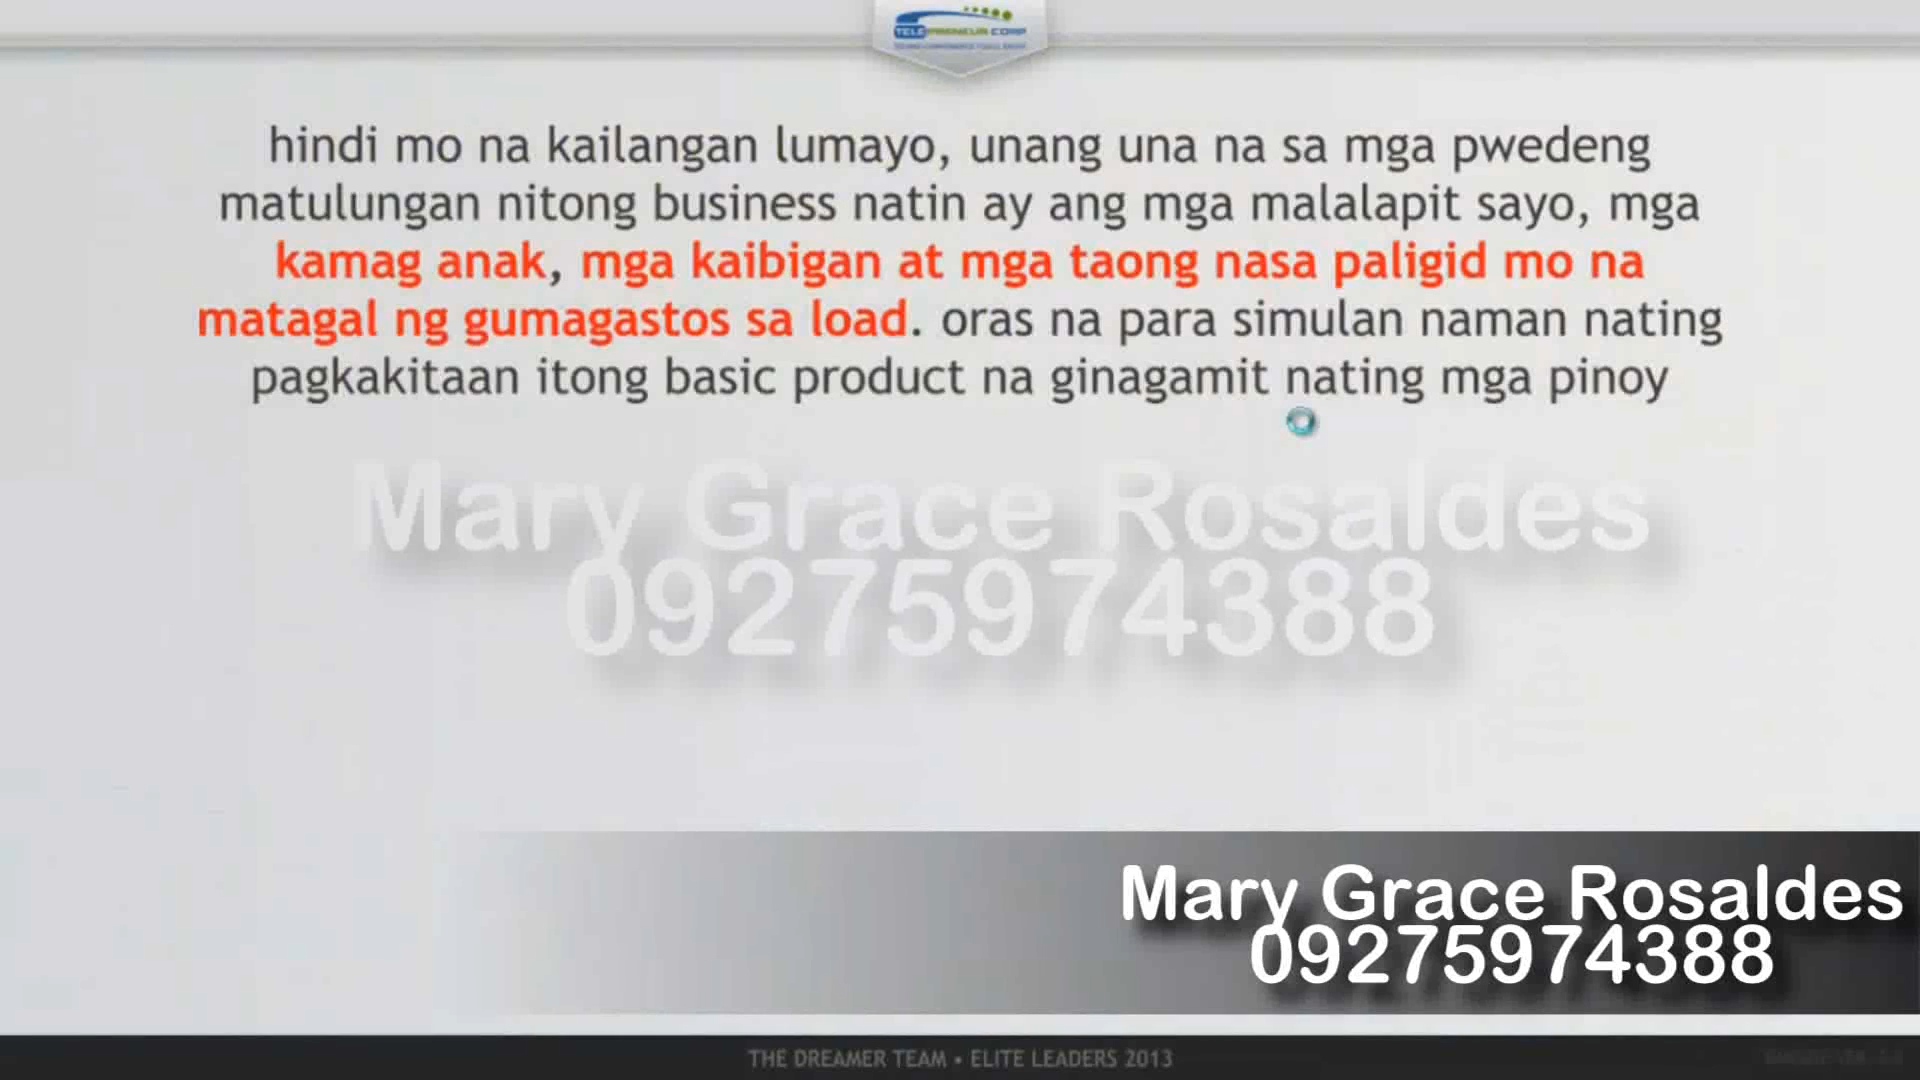 TELEPRENEUR CORP
hindi mo na kailangan lumayo, unang una na sa mga pwedeng
matulungan nitong business natin ay ang mga malalapit sayo, mga
kamag anak, mga kaibigan at mga taong nasa paligid mo na
matagal ng gumagastos sa load. oras na para simulan naman nating
pagkakitaan itong basic product na ginagamit nating mga pinoy
Mary Grace Rosaldes
09275974388
Mary Grace Rosaldes
09275974388
THE DREAMER TEAM • ELITE LEADERS 2013